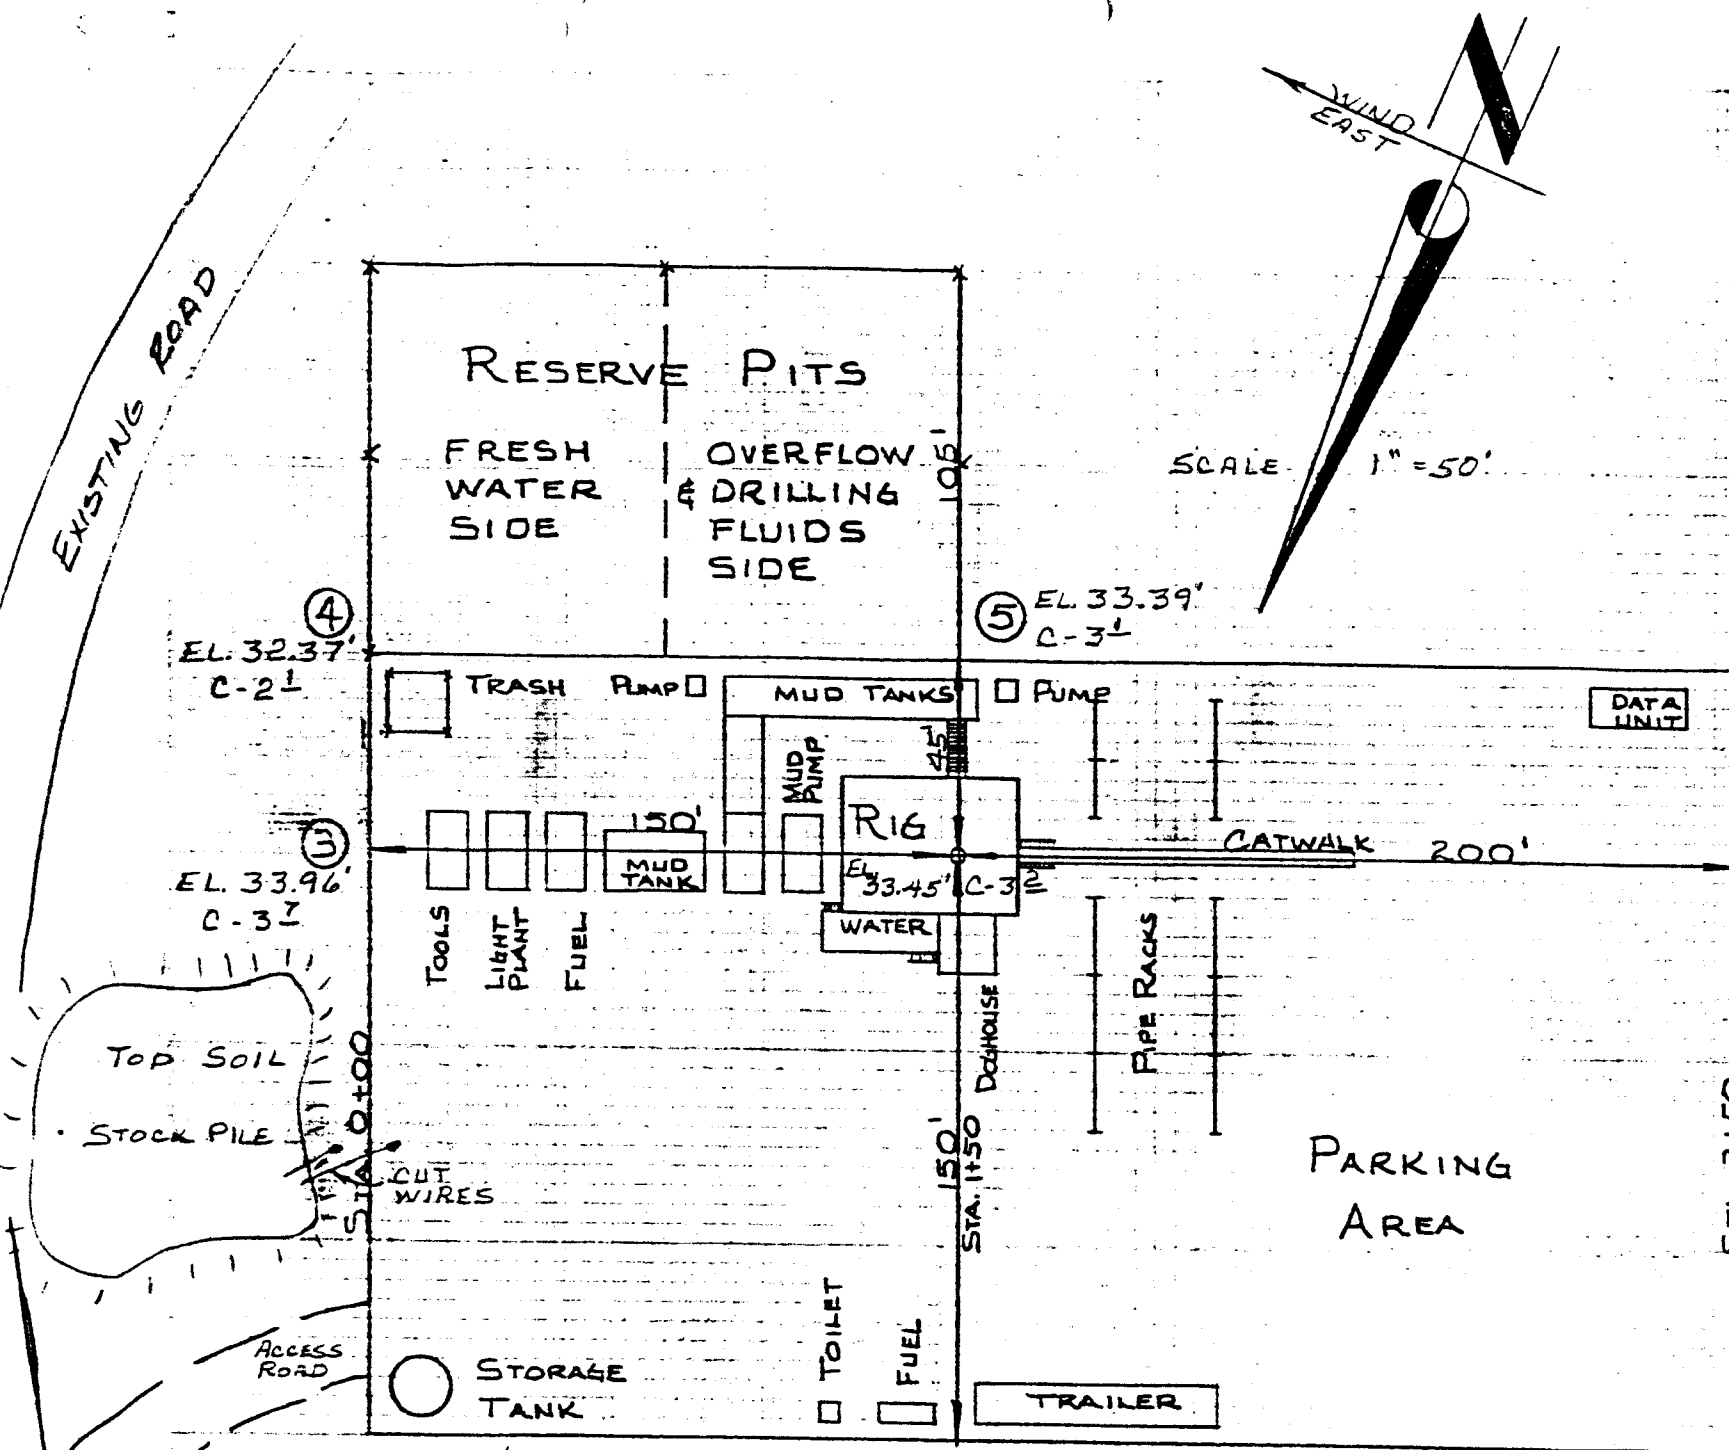 N
WIND
EAST
EXISTING ROAD
RESERVE PITS
FRESH
WATER
SIDE
OVERFLOW
& DRILLING
FLUIDS
SIDE
105'
SCALE 1" = 50'
4
EL. 32.37'
C-2 1
5
EL. 33.39'
C-3 1
TRASH
PUMP
MUD TANKS
PUMP
DATA
UNIT
45'
MUD
PUMP
RIG
150'
MUD
TANK
CATWALK
200'
3
EL. 33.96'
C-3 7
EL.
33.45'
C-3 2
WATER
TOOLS
LIGHT
PLANT
FUEL
DOGHOUSE
PIPE RACKS
TOP SOIL
STOCK PILE
STA 0+00
CUT
WIRES
150'
STA. 1+50
PARKING
AREA
ACCESS
ROAD
STORAGE
TANK
TOILET
FUEL
TRAILER